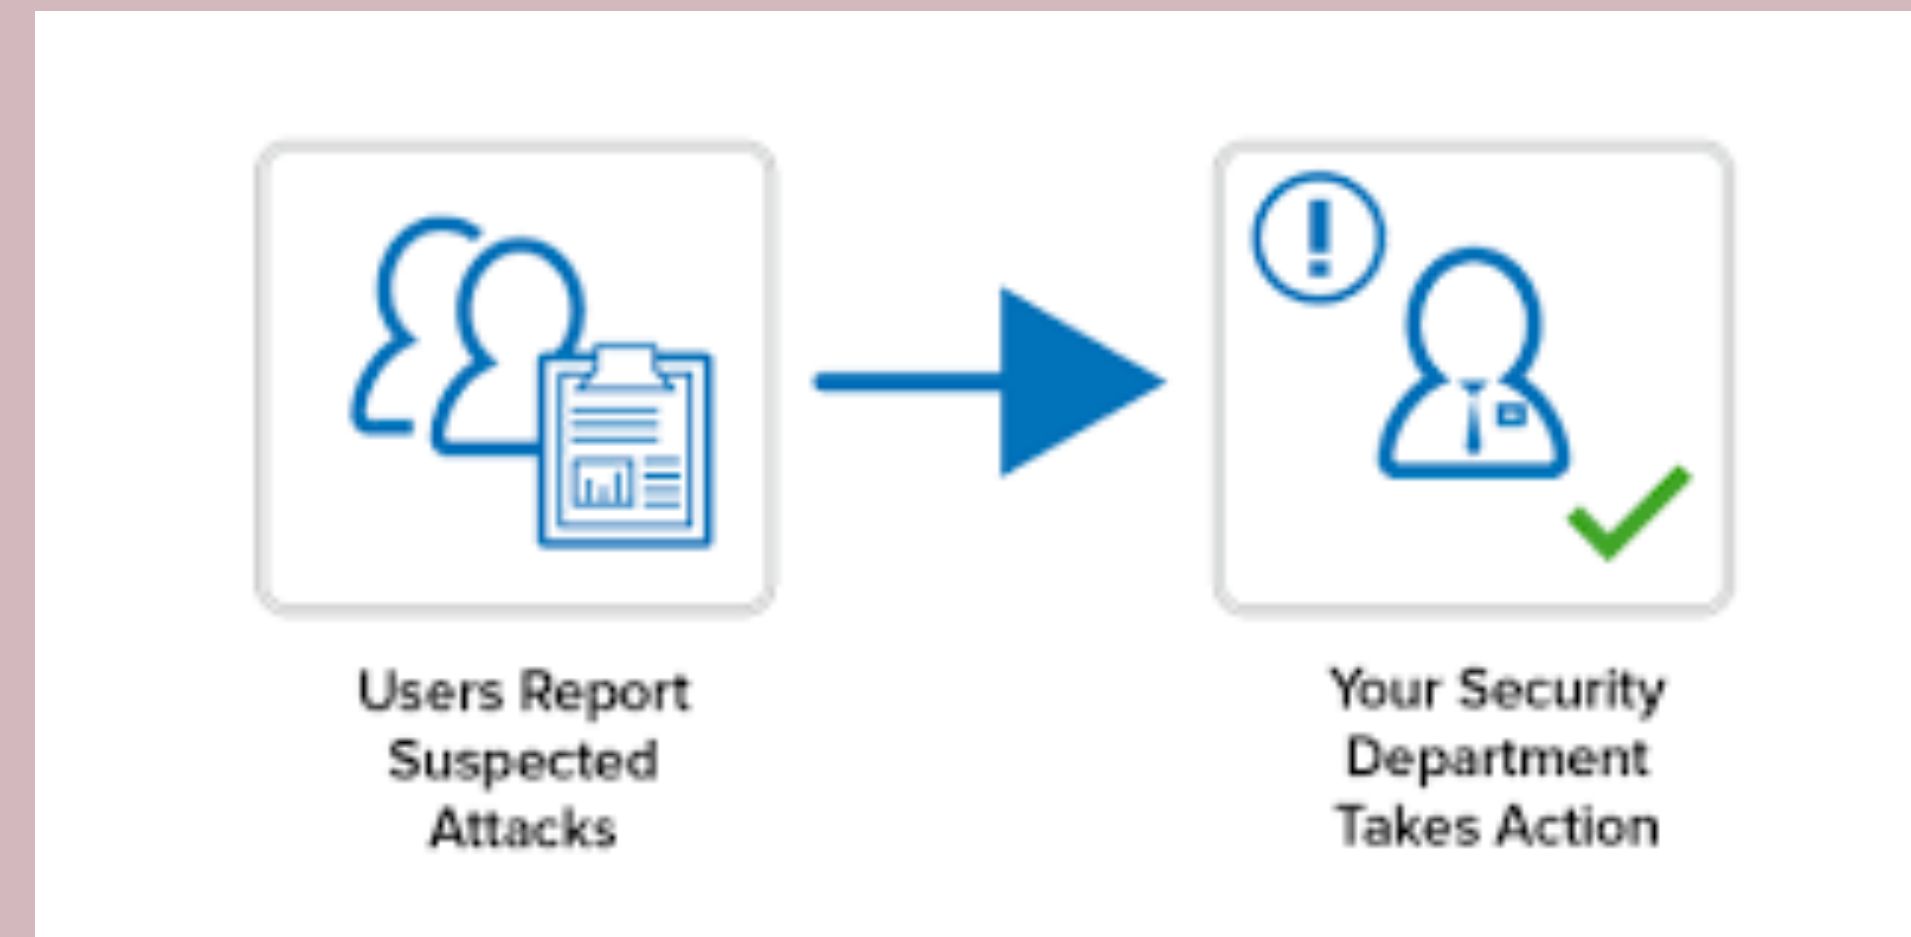 Users Report
Suspected
Attacks
Your Security
Department
Takes Action